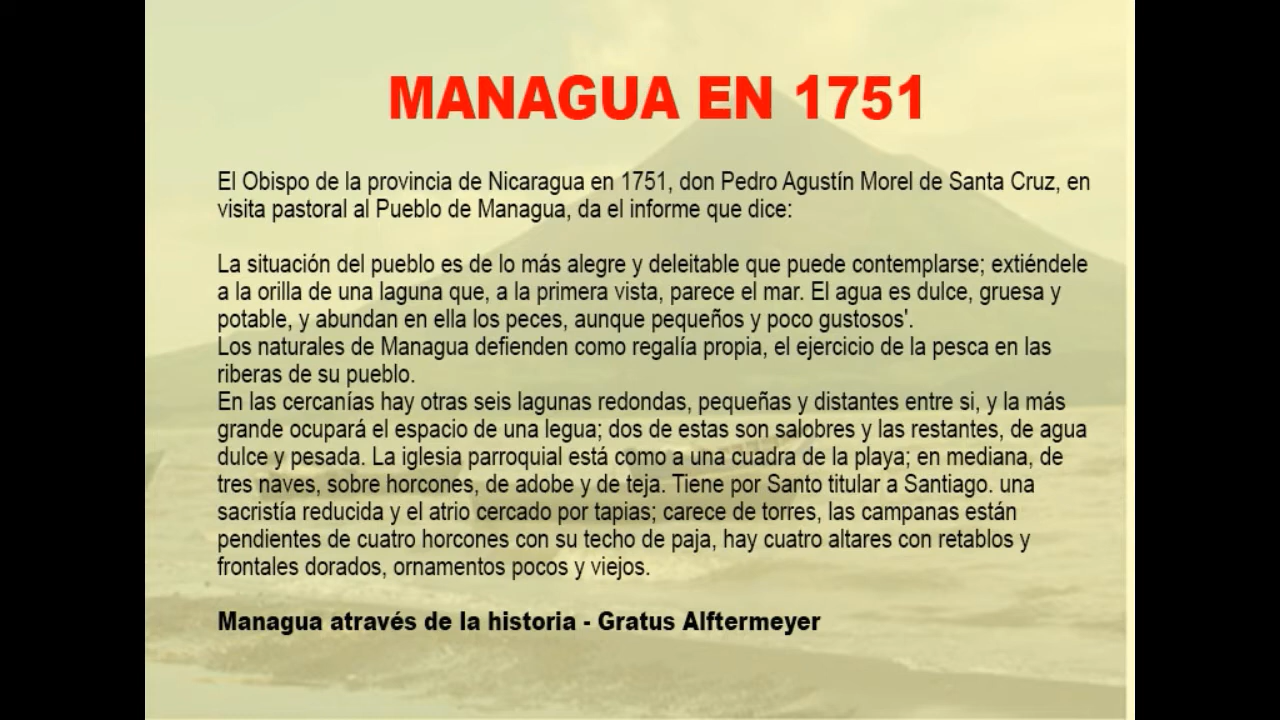 MANAGUA EN 1751
El Obispo de la provincia de Nicaragua en 1751, don Pedro Agustín Morel de Santa Cruz, en
visita pastoral al Pueblo de Managua, da el informe que dice:
La situación del pueblo es de lo más alegre y deleitable que puede contemplarse; extiéndele
a la orilla de una laguna que, a la primera vista, parece el mar. El agua es dulce, gruesa y
potable, y abundan en ella los peces, aunque pequeños y poco gustosos'.
Los naturales de Managua defienden como regalía propia, el ejercicio de la pesca en las
riberas de su pueblo.
En las cercanías hay otras seis lagunas redondas, pequeñas y distantes entre si, y la más
grande ocupará el espacio de una legua; dos de estas son salobres y las restantes, de agua
dulce y pesada. La iglesia parroquial está como a una cuadra de la playa; en mediana, de
tres naves, sobre horcones, de adobe y de teja. Tiene por Santo titular a Santiago. una
sacristía reducida y el atrio cercado por tapias; carece de torres, las campanas están
pendientes de cuatro horcones con su techo de paja, hay cuatro altares con retablos y
frontales dorados, ornamentos pocos y viejos.
Managua através de la historia - Gratus Alftermeyer